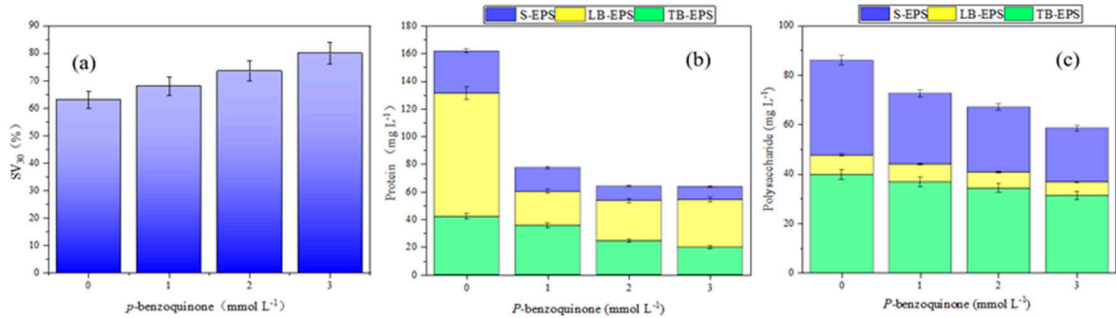 (a)
SV30 (%)
90
80
70
60
50
40
30
20
10
0
0 1 2 3
p-benzoquinone（mmol L-1）
S-EPS LB-EPS TB-EPS
(b)
Protein （mg L-1）
180
160
140
120
100
80
60
40
20
0
0 1 2 3
P-benzoquinone (mmol L-1)
S-EPS LB-EPS TB-EPS
(c)
Polysaccharide (mg L-1)
100
80
60
40
20
0
0 1 2 3
P-benzoquinone (mmol L-1)